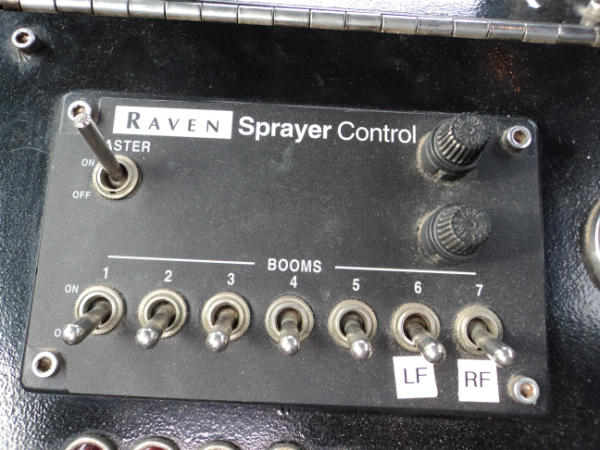 RAVEN Sprayer Control
ASTER
ON
OFF
BOOMS
1 2 3 4 5 6 7
ON
O
LF RF